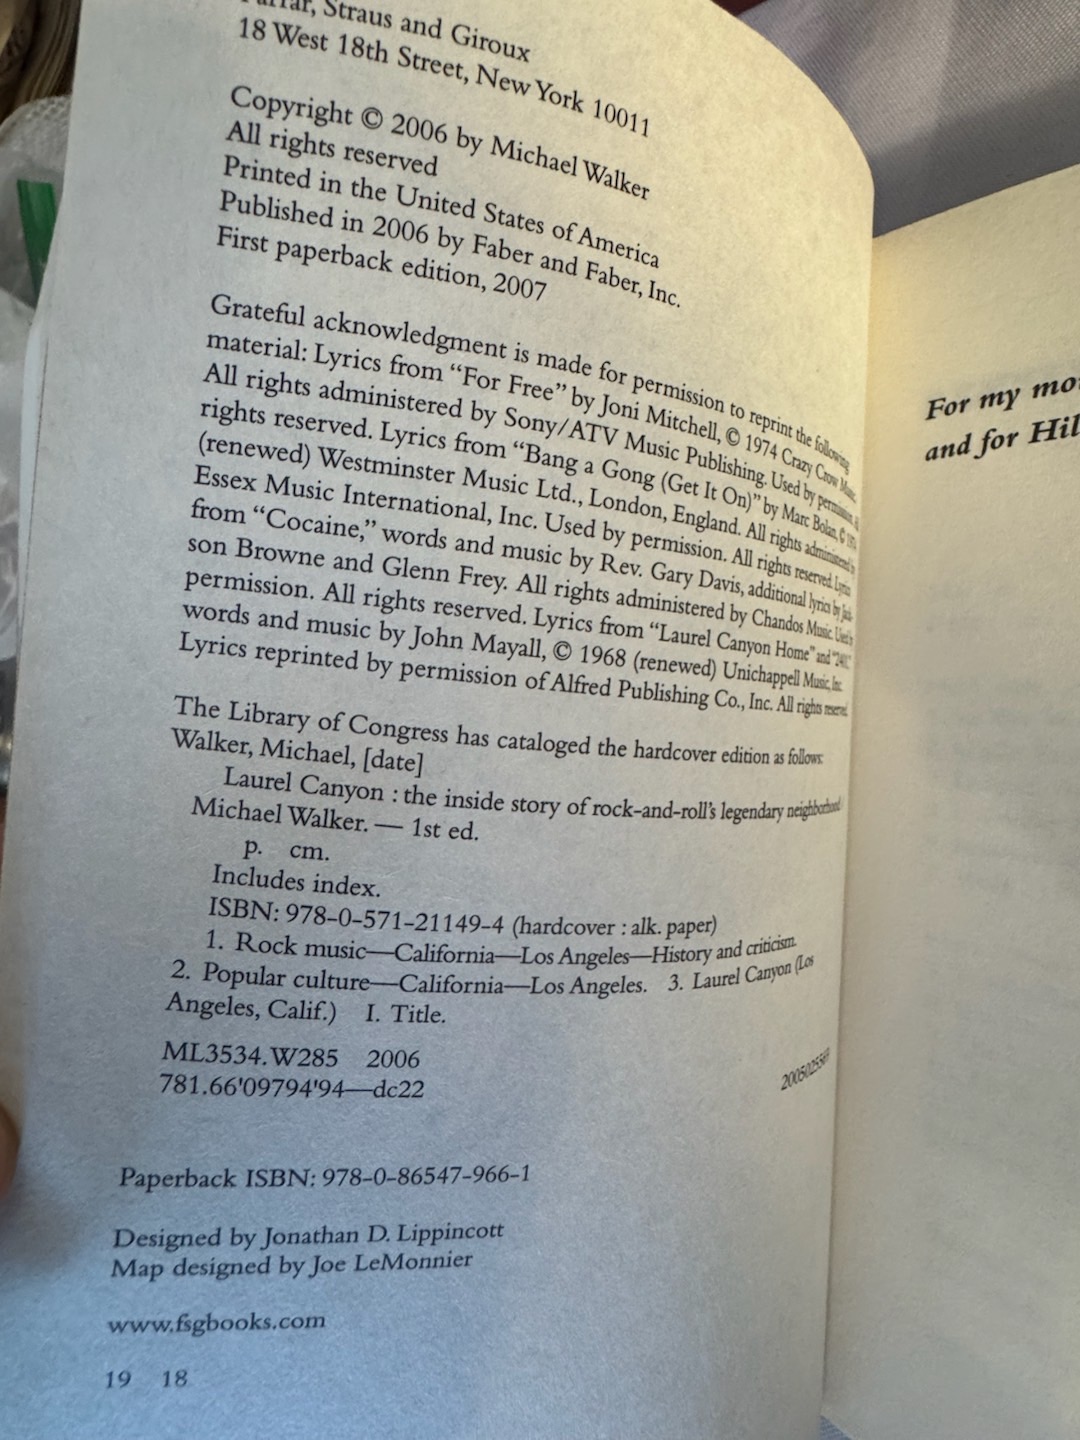 Farrar, Straus and Giroux
18 West 18th Street, New York 10011
Copyright © 2006 by Michael Walker
All rights reserved
Printed in the United States of America
Published in 2006 by Faber and Faber, Inc.
First paperback edition, 2007
Grateful acknowledgment is made for permission to reprint the following
material: Lyrics from “For Free” by Joni Mitchell, © 1974 Crazy Crow Music.
All rights administered by Sony/ATV Music Publishing. Used by permission. All
rights reserved. Lyrics from “Bang a Gong (Get It On)” by Marc Bolan, ©
(renewed) Westminster Music Ltd., London, England. All rights administered by
Essex Music International, Inc. Used by permission. All rights reserved. Lyrics
from “Cocaine,” words and music by Rev. Gary Davis, additional lyrics by Jack-
son Browne and Glenn Frey. All rights administered by Chandos Music. Used by
permission. All rights reserved. Lyrics from “Laurel Canyon Home” and
words and music by John Mayall, © 1968 (renewed) Unichappell Music, Inc.
Lyrics reprinted by permission of Alfred Publishing Co., Inc. All rights reserved.
The Library of Congress has cataloged the hardcover edition as follows:
Walker, Michael, [date]
Laurel Canyon : the inside story of rock-and-roll’s legendary neighborhood
Michael Walker. — 1st ed.
p. cm.
Includes index.
ISBN: 978-0-571-21149-4 (hardcover : alk. paper)
1. Rock music—California—Los Angeles—History and criticism.
2. Popular culture—California—Los Angeles. 3. Laurel Canyon (Los
Angeles, Calif.) I. Title.
ML3534.W285 2006
781.66'09794'94—dc22
Paperback ISBN: 978-0-86547-966-1
Designed by Jonathan D. Lippincott
Map designed by Joe LeMonnier
www.fsgbooks.com
19 18
For my
and for